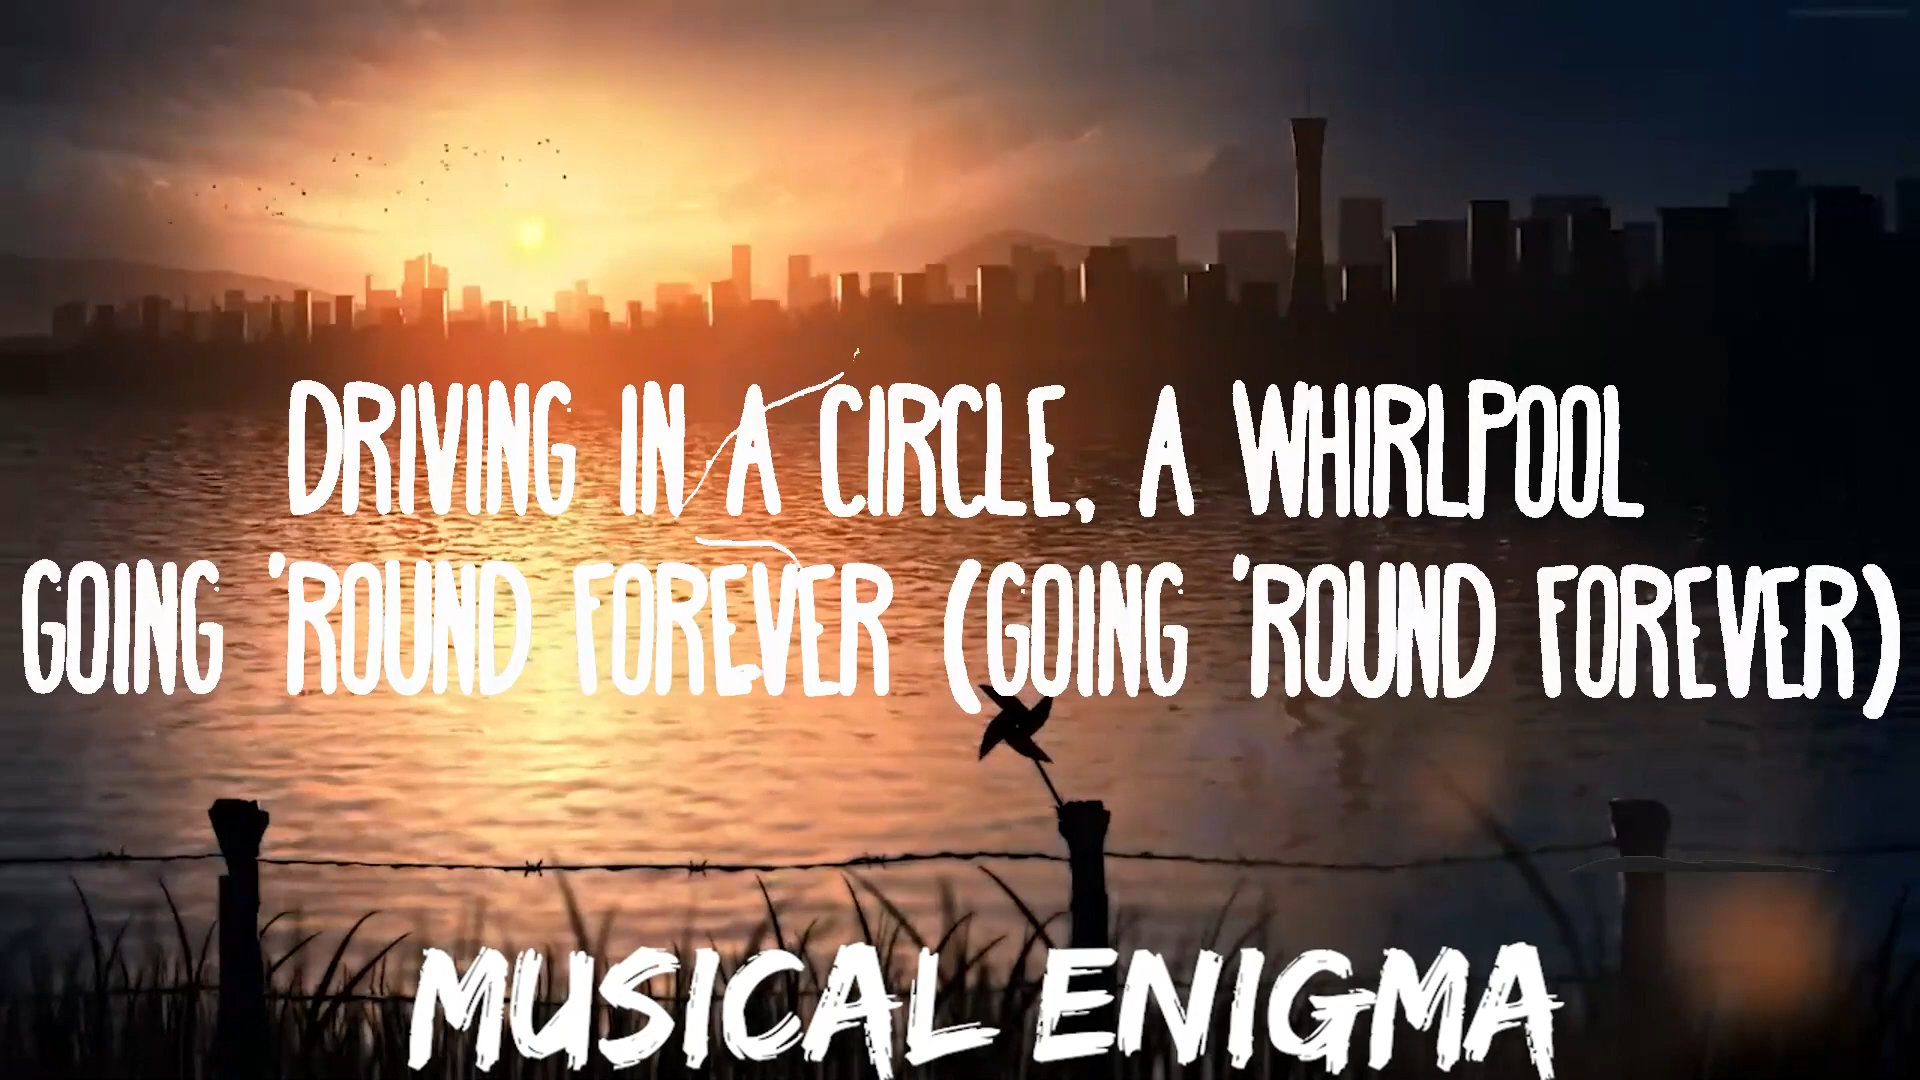 DRIVING IN A CIRCLE, A WHIRLPOOL
GOING 'ROUND FOREVER (GOING 'ROUND FOREVER)
MUSICAL ENIGMA